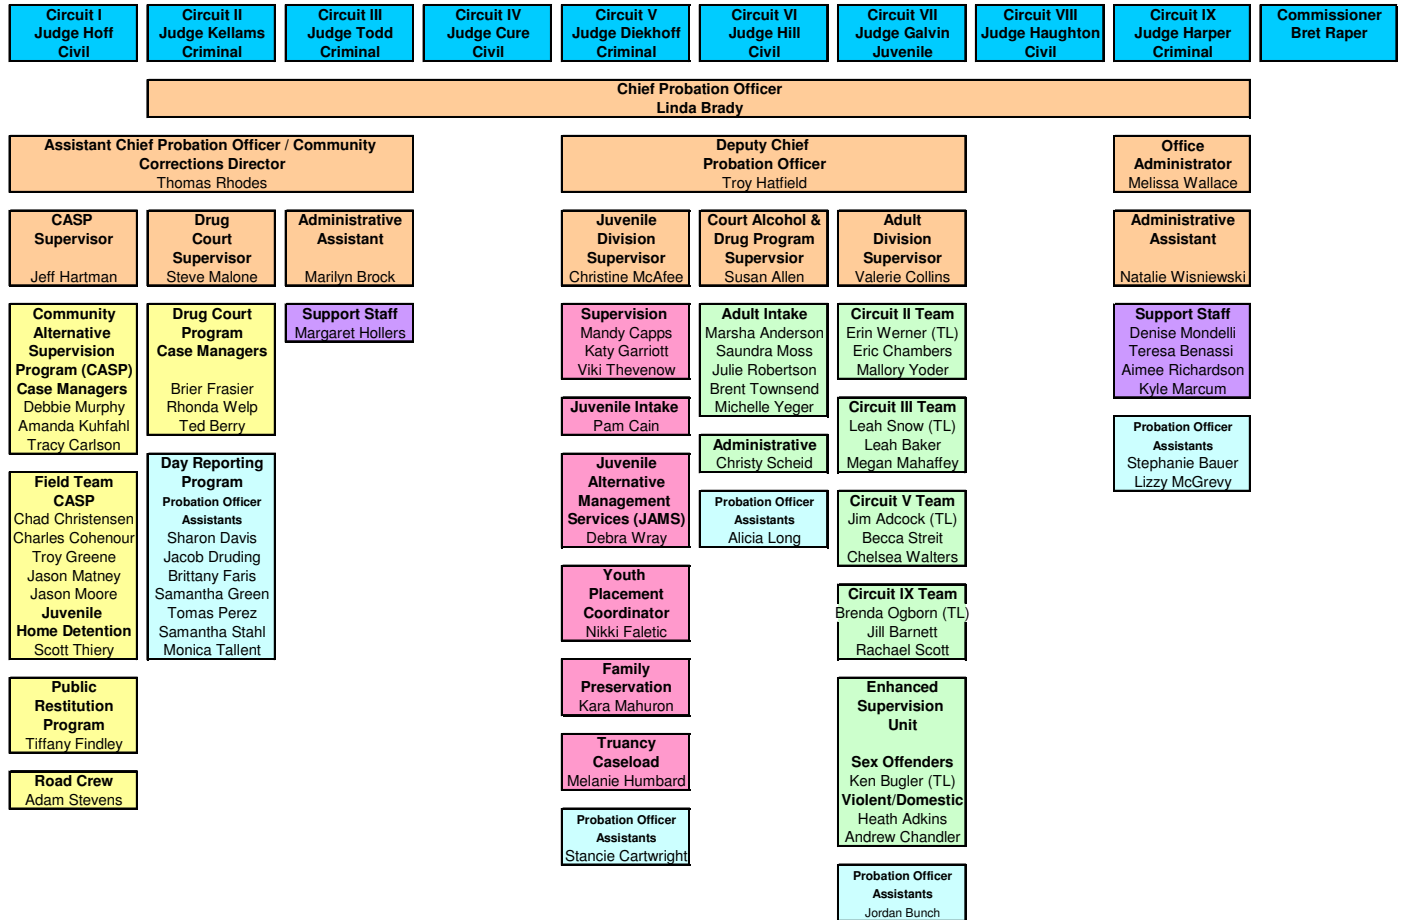 Circuit I
Judge Hoff
Civil
Circuit II
Judge Kellams
Criminal
Circuit III
Judge Todd
Criminal
Circuit IV
Judge Cure
Civil
Circuit V
Judge Diekhoff
Criminal
Circuit VI
Judge Hill
Civil
Circuit VII
Judge Galvin
Juvenile
Circuit VIII
Judge Haughton
Civil
Circuit IX
Judge Harper
Criminal
Commissioner
Bret Raper
Chief Probation Officer
Linda Brady
Assistant Chief Probation Officer / Community
Corrections Director
Thomas Rhodes
Deputy Chief
Probation Officer
Troy Hatfield
Office
Administrator
Melissa Wallace
CASP
Supervisor
Jeff Hartman
Drug
Court
Supervisor
Steve Malone
Administrative
Assistant
Marilyn Brock
Juvenile
Division
Supervisor
Christine McAfee
Court Alcohol &
Drug Program
Supervsior
Susan Allen
Adult
Division
Supervisor
Valerie Collins
Administrative
Assistant
Natalie Wisniewski
Community
Alternative
Supervision
Program (CASP)
Case Managers
Debbie Murphy
Amanda Kuhfahl
Tracy Carlson
Field Team
CASP
Chad Christensen
Charles Cohenour
Troy Greene
Jason Matney
Jason Moore
Juvenile
Home Detention
Scott Thiery
Public
Restitution
Program
Tiffany Findley
Road Crew
Adam Stevens
Drug Court
Program
Case Managers
Brier Frasier
Rhonda Welp
Ted Berry
Day Reporting
Program
Probation Officer
Assistants
Sharon Davis
Jacob Druding
Brittany Faris
Samantha Green
Tomas Perez
Samantha Stahl
Monica Tallent
Support Staff
Margaret Hollers
Supervision
Mandy Capps
Katy Garriott
Viki Thevenow
Juvenile Intake
Pam Cain
Juvenile
Alternative
Management
Services (JAMS)
Debra Wray
Youth
Placement
Coordinator
Nikki Faletic
Family
Preservation
Kara Mahuron
Truancy
Caseload
Melanie Humbard
Probation Officer
Assistants
Stancie Cartwright
Adult Intake
Marsha Anderson
Saundra Moss
Julie Robertson
Brent Townsend
Michelle Yeger
Administrative
Christy Scheid
Probation Officer
Assistants
Alicia Long
Circuit II Team
Erin Werner (TL)
Eric Chambers
Mallory Yoder
Circuit III Team
Leah Snow (TL)
Leah Baker
Megan Mahaffey
Circuit V Team
Jim Adcock (TL)
Becca Streit
Chelsea Walters
Circuit IX Team
Brenda Ogborn (TL)
Jill Barnett
Rachael Scott
Enhanced
Supervision
Unit
Sex Offenders
Ken Bugler (TL)
Violent/Domestic
Heath Adkins
Andrew Chandler
Probation Officer
Assistants
Jordan Bunch
Support Staff
Denise Mondelli
Teresa Benassi
Aimee Richardson
Kyle Marcum
Probation Officer
Assistants
Stephanie Bauer
Lizzy McGrevy